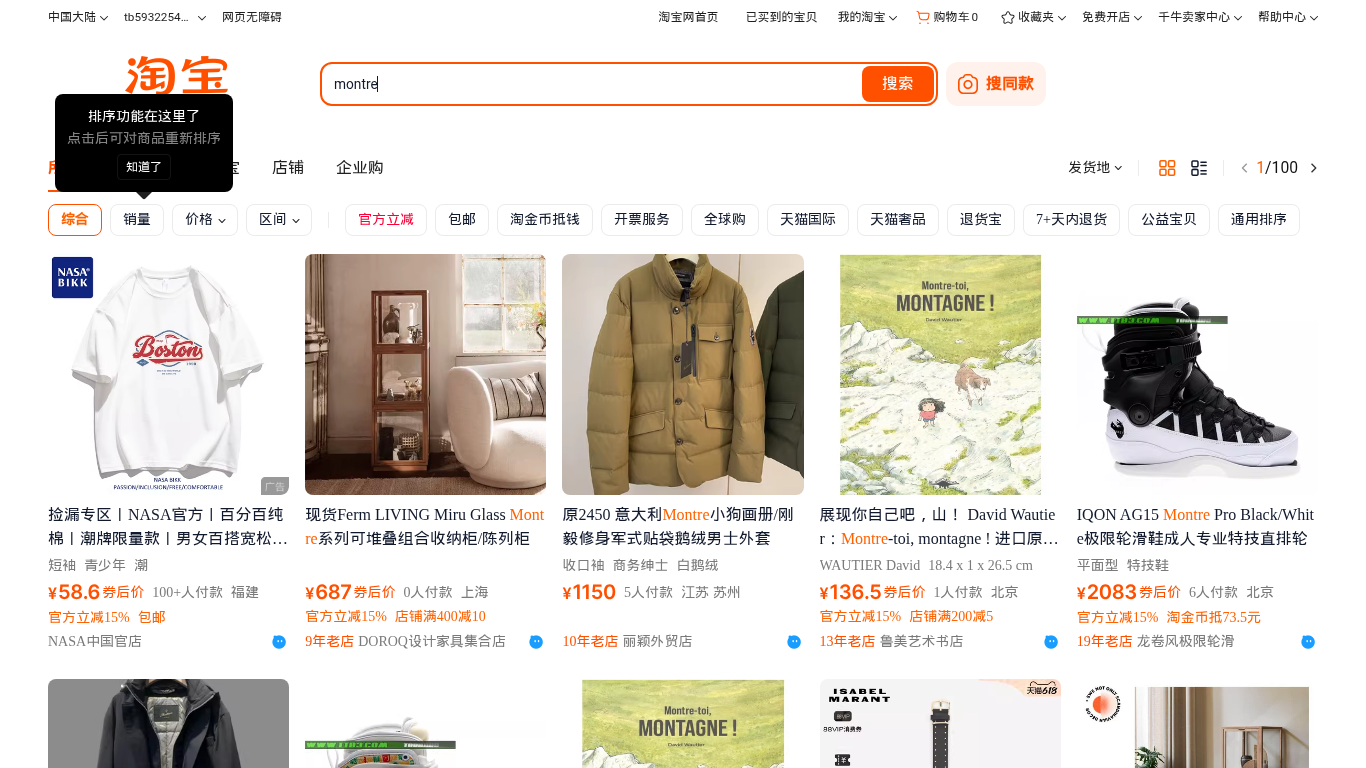 中国大陆
tb5932254...
网页无障碍
淘宝网首页
已买到的宝贝
我的淘宝
购物车 0
收藏夹
免费开店
千牛卖家中心
帮助中心
淘宝
montre
搜索
搜同款
排序功能在这里了
点击后可对商品重新排序
知道了
店铺
企业购
发货地
1/100
综合
销量
价格
区间
官方立减
包邮
淘金币抵钱
开票服务
全球购
天猫国际
天猫奢品
退货宝
7+天内退货
公益宝贝
通用排序
NASA
BIKK
Boston
NASA BIKK
PASSION/INCLUSION/FREE/COMFORTABLE
广告
捡漏专区丨NASA官方丨百分百纯
棉丨潮牌限量款丨男女百搭宽松…
短袖 青少年 潮
¥58.6券后价 100+人付款 福建
官方立减15% 包邮
NASA中国官店
现货Ferm LIVING Miru Glass Mont
re系列可堆叠组合收纳柜/陈列柜
¥687券后价 0人付款 上海
官方立减15% 店铺满400减10
9年老店 DOROQ设计家具集合店
原2450 意大利Montre小狗画册/刚
毅修身军式贴袋鹅绒男士外套
收口袖 商务绅士 白鹅绒
¥1150 5人付款 江苏 苏州
10年老店 丽颖外贸店
Montre-toi,
MONTAGNE !
David Wautier
展现你自己吧，山！ David Wautie
r：Montre-toi, montagne ! 进口原…
WAUTIER David 18.4 x 1 x 26.5 cm
¥136.5券后价 1人付款 北京
官方立减15% 店铺满200减5
13年老店 鲁美艺术书店
IQON AG15 Montre Pro Black/Whit
e极限轮滑鞋成人专业特技直排轮
平面型 特技鞋
¥2083券后价 6人付款 北京
官方立减15% 淘金币抵73.5元
19年老店 龙卷风极限轮滑
Montre-toi,
MONTAGNE !
David Wautier
ISABEL
MARANT
天猫618
88VIP
88VIP消费券